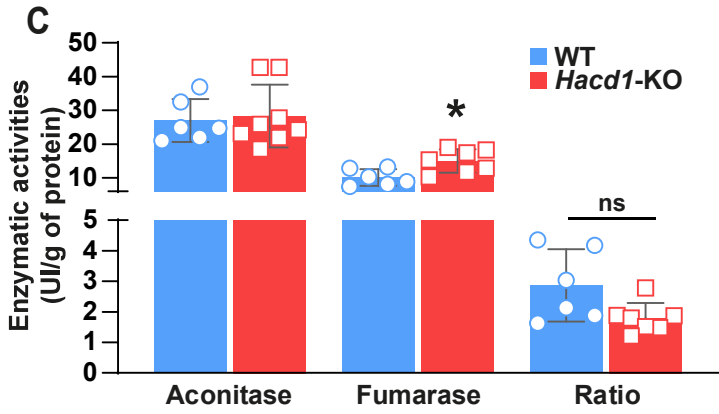 C
WT
Hacd1-KO
Enzymatic activities
(UI/g of protein)
50
40
30
20
10
5
4
3
2
1
0
*
ns
Aconitase
Fumarase
Ratio